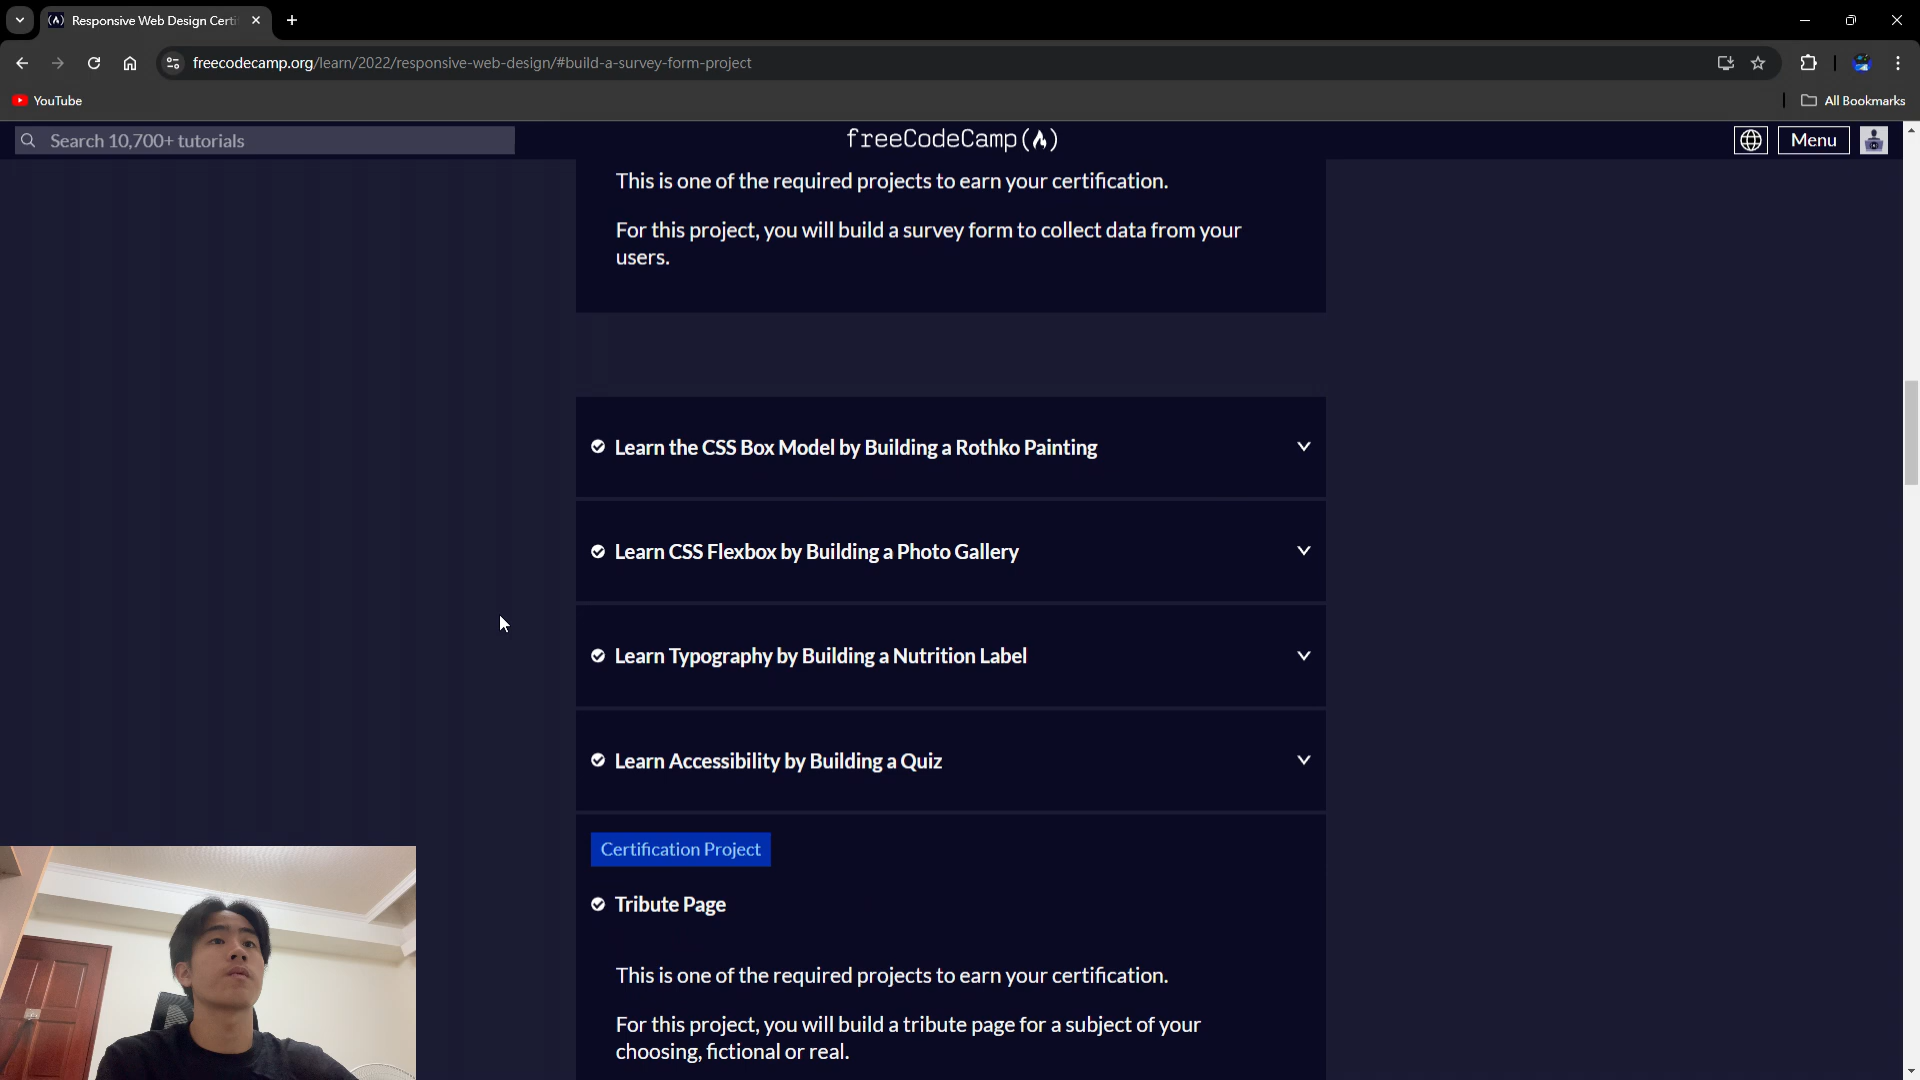 Responsive Web Design Certi
freecodecamp.org/learn/2022/responsive-web-design/#build-a-survey-form-project
YouTube
All Bookmarks
Search 10,700+ tutorials
freeCodeCamp
Menu
This is one of the required projects to earn your certification.
For this project, you will build a survey form to collect data from your
users.
Learn the CSS Box Model by Building a Rothko Painting
Learn CSS Flexbox by Building a Photo Gallery
Learn Typography by Building a Nutrition Label
Learn Accessibility by Building a Quiz
Certification Project
Tribute Page
This is one of the required projects to earn your certification.
For this project, you will build a tribute page for a subject of your
choosing, fictional or real.